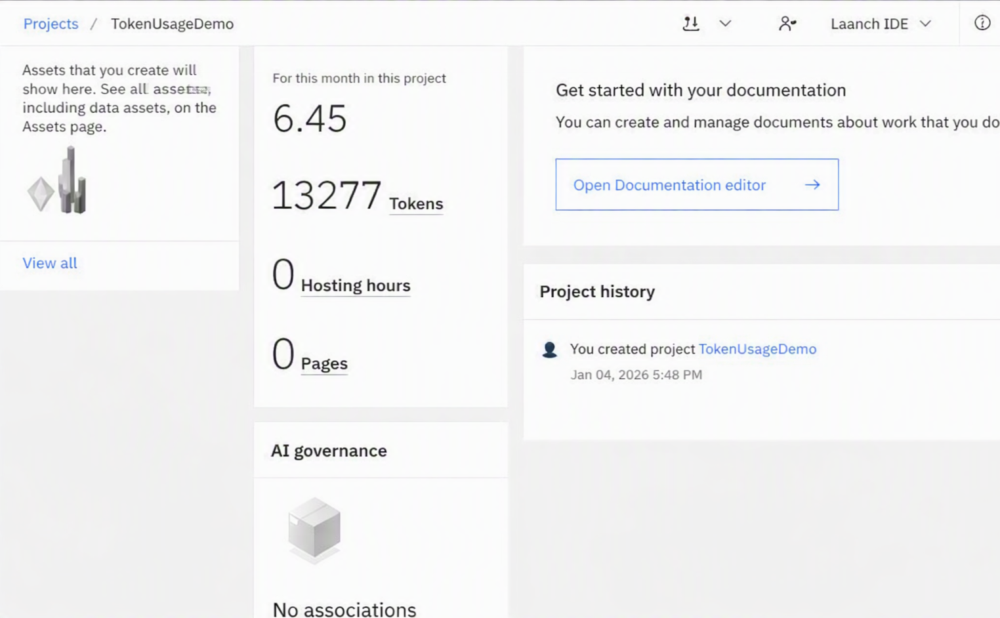 Projects / TokenUsageDemo
Laanch IDE
Assets that you create will
show here. See all
including data assets, on the
Assets page.
View all
For this month in this project
6.45
13277 Tokens
0 Hosting hours
0 Pages
AI governance
No associations
Get started with your documentation
You can create and manage documents about work that you do
Open Documentation editor
Project history
You created project TokenUsageDemo
Jan 04, 2026 5:48 PM